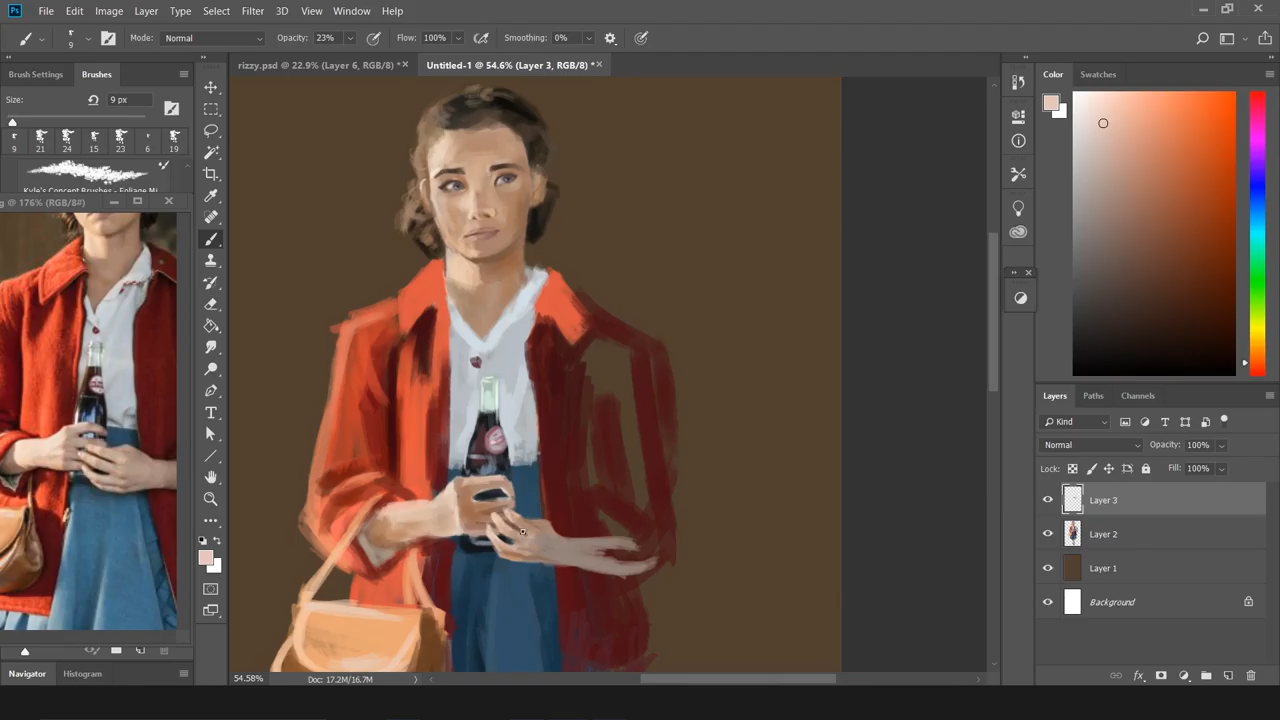 Ps File Edit Image Layer Type Select Filter 3D View Window Help
9 Mode: Normal Opacity: 23% Flow: 100% Smoothing: 0%
rizzy.psd @ 22.9% (Layer 6, RGB/8) * Untitled-1 @ 54.6% (Layer 3, RGB/8) *
Brush Settings Brushes
Size: 9 px
9 21 24 15 23 6 19
Kyle's Concept Brushes - Foliage Mi
g @ 176% (RGB/8#)
Color Swatches
Layers Paths Channels
Kind
Normal Opacity: 100%
Lock: Fill: 100%
Layer 3
Layer 2
Layer 1
Background
Navigator Histogram
54.58% Doc: 17.2M/16.7M